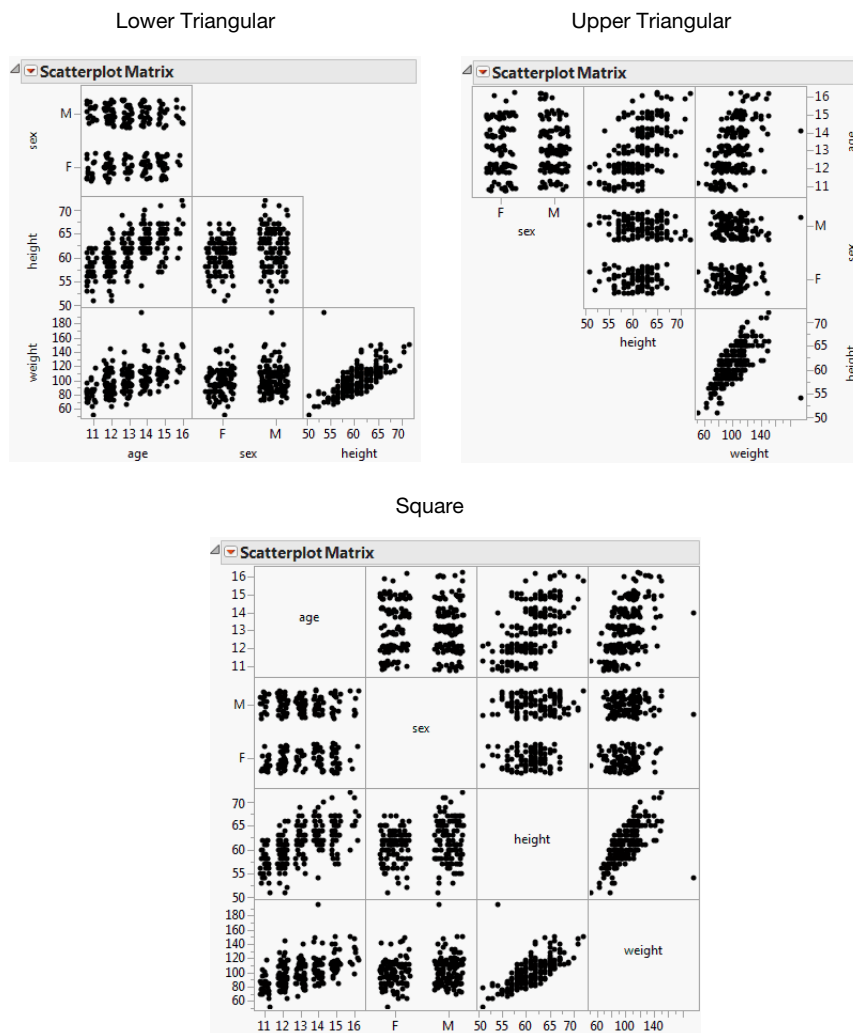 Lower Triangular
Scatterplot Matrix
M
F
sex
70
65
60
55
50
height
180
160
140
120
100
80
60
weight
11 12 13 14 15 16
F M
50 55 60 65 70
age sex height
Upper Triangular
Scatterplot Matrix
16
15
14
13
12
11
age
F M
sex
M
F
sex
50 55 60 65 70
height
70
65
60
55
50
height
60 100 140
weight
Square
Scatterplot Matrix
16
15
14
13
12
11
age
M
F
sex
70
65
60
55
50
height
180
160
140
120
100
80
60
weight
11 12 13 14 15 16 F M 50 55 60 65 70 60 100 140